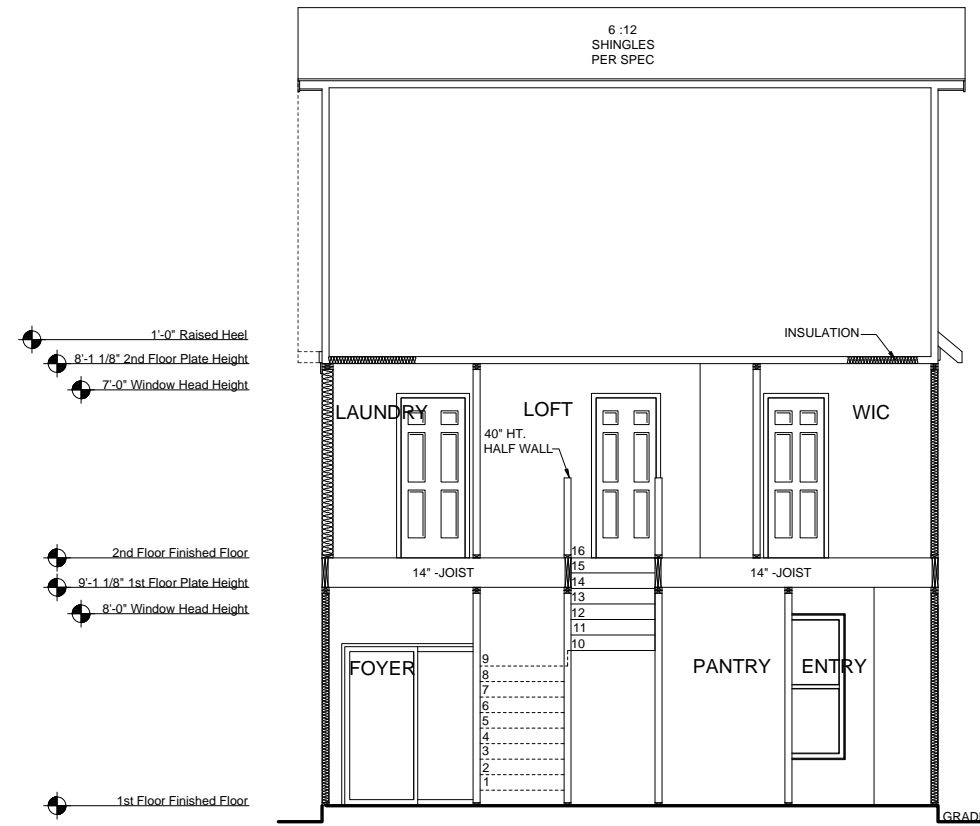 6 :12
SHINGLES
PER SPEC
1'-0" Raised Heel
INSULATION
8'-1 1/8" 2nd Floor Plate Height
7'-0" Window Head Height
LAUNDRY
LOFT
WIC
40" HT.
HALF WALL
2nd Floor Finished Floor
16
15
14" -JOIST
14" -JOIST
9'-1 1/8" 1st Floor Plate Height
14
13
8'-0" Window Head Height
12
11
10
9
FOYER
PANTRY
ENTRY
8
7
6
5
4
3
2
1
1st Floor Finished Floor